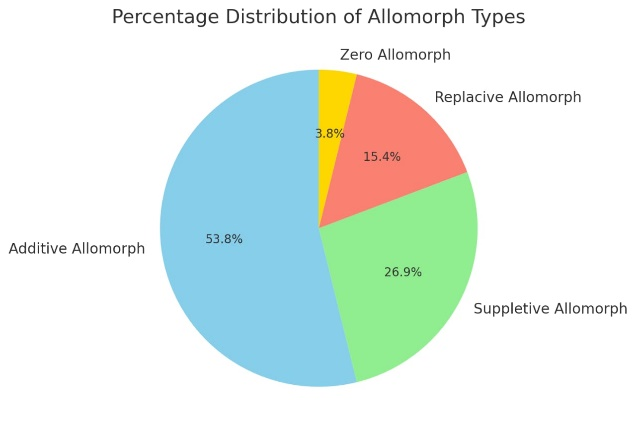 Percentage Distribution of Allomorph Types
Zero Allomorph
Replacive Allomorph
3.8%
15.4%
53.8%
Additive Allomorph
26.9%
Suppletive Allomorph